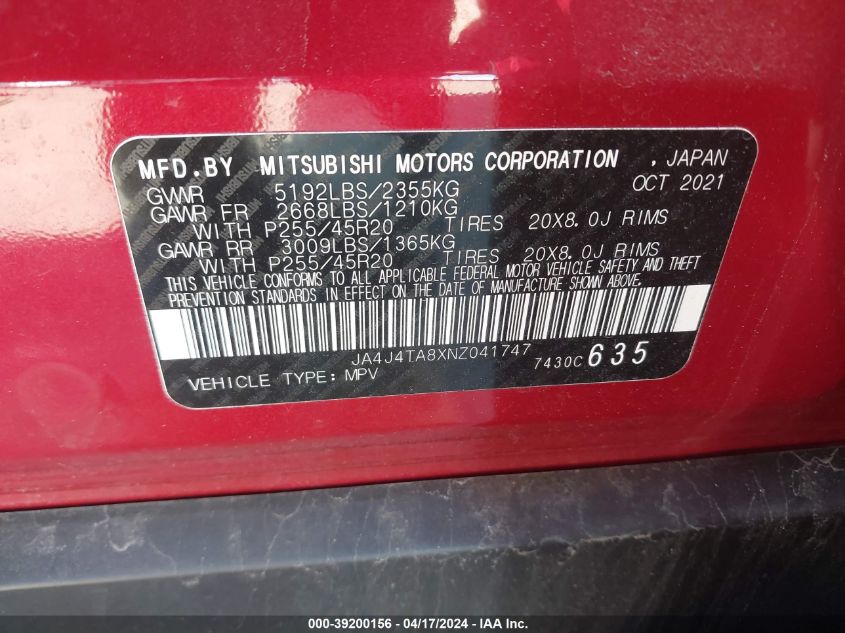 MFD.BY MITSUBISHI MOTORS CORPORATION , JAPAN
GVWR 5192LBS/2355KG OCT 2021
GAWR FR 2668LBS/1210KG
WITH P255/45R20 TIRES 20X8.0J RIMS
GAWR RR 3009LBS/1365KG
WITH P255/45R20 TIRES 20X8.0J RIMS
THIS VEHICLE CONFORMS TO ALL APPLICABLE FEDERAL MOTOR VEHICLE SAFETY AND THEFT
PREVENTION STANDARDS IN EFFECT ON THE DATE OF MANUFACTURE SHOWN ABOVE.
JA4J4TA8XNZ041747
7430C 635
VEHICLE TYPE: MPV
000-39200156 - 04/17/2024 - IAA Inc.